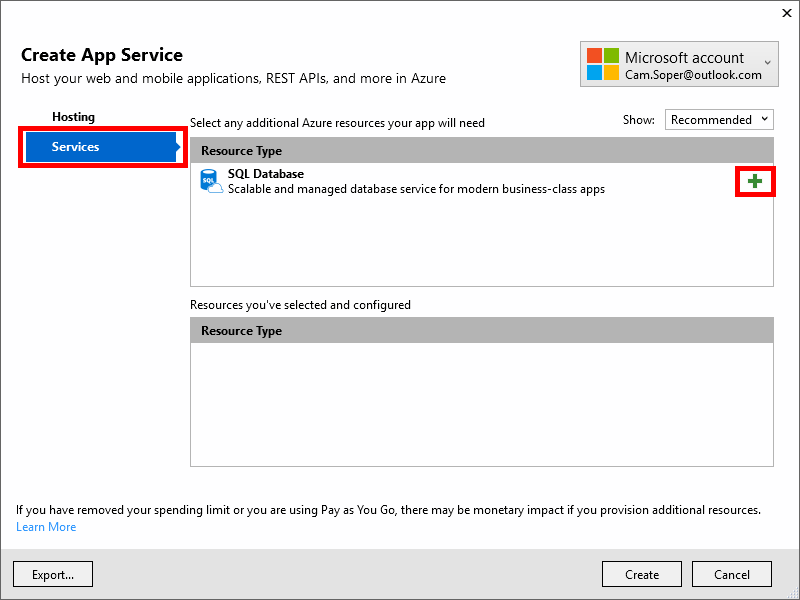 Create App Service
Host your web and mobile applications, REST APIs, and more in Azure
Microsoft account
Cam.Soper@outlook.com
Hosting
Services
Select any additional Azure resources your app will need
Show:
Recommended
Resource Type
SQL
SQL Database
Scalable and managed database service for modern business-class apps
Resources you've selected and configured
Resource Type
If you have removed your spending limit or you are using Pay as You Go, there may be monetary impact if you provision additional resources.
Learn More
Export...
Create
Cancel